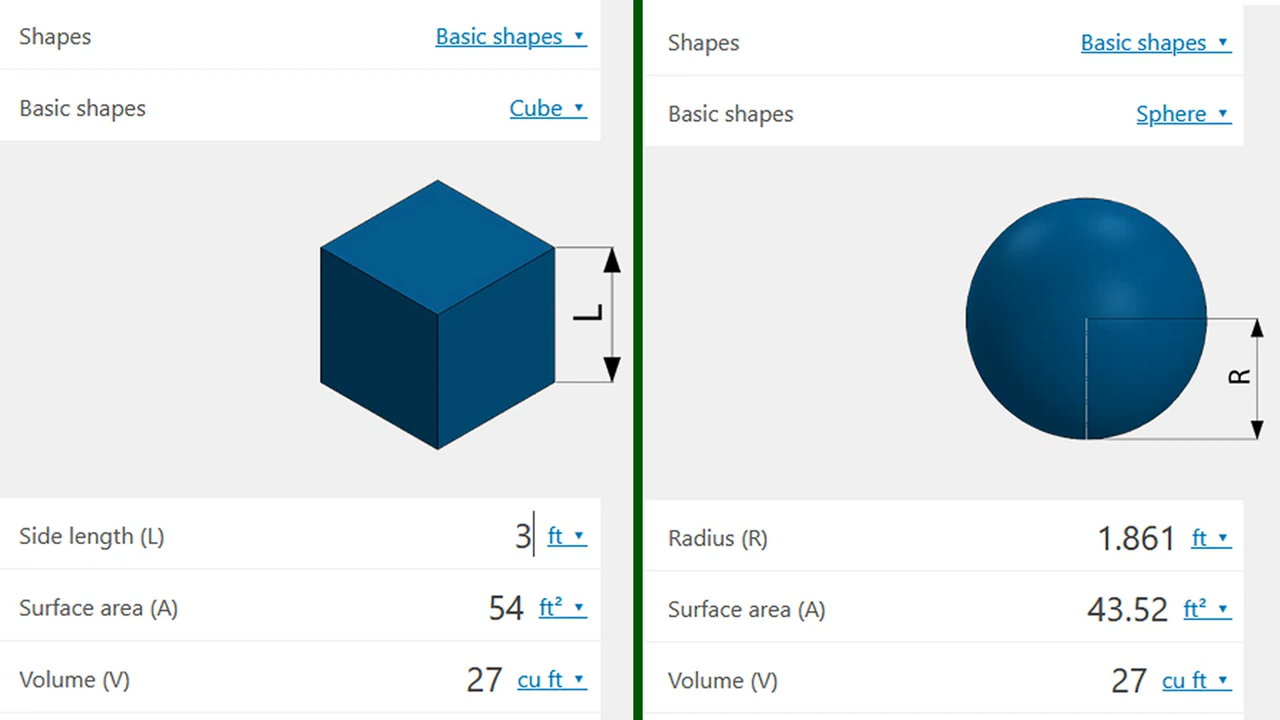 Shapes Basic shapes ▼
Basic shapes Cube ▼
L
Side length (L) 3 ft ▼
Surface area (A) 54 ft² ▼
Volume (V) 27 cu ft ▼
Shapes Basic shapes ▼
Basic shapes Sphere ▼
R
Radius (R) 1.861 ft ▼
Surface area (A) 43.52 ft² ▼
Volume (V) 27 cu ft ▼